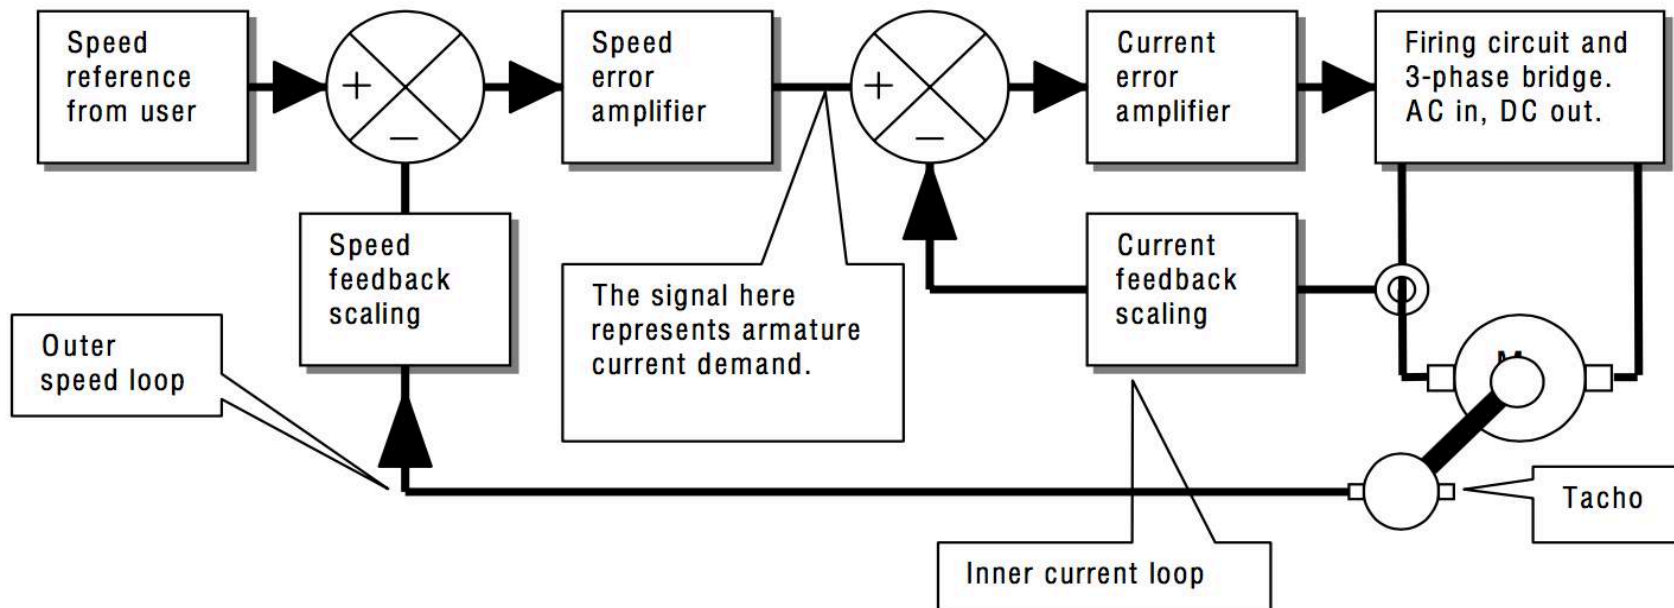 Speed
reference
from user
+
−
Speed
error
amplifier
+
−
Current
error
amplifier
Firing circuit and
3-phase bridge.
AC in, DC out.
Speed
feedback
scaling
The signal here
represents armature
current demand.
Current
feedback
scaling
Outer
speed loop
M
Tacho
Inner current loop